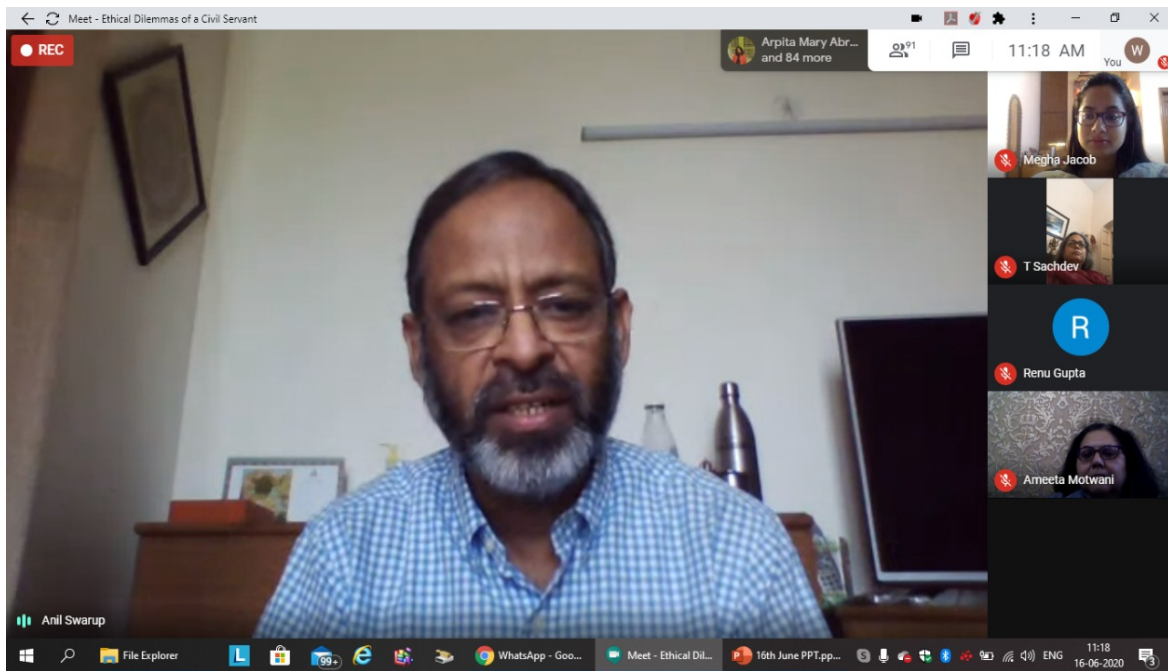 Meet - Ethical Dilemmas of a Civil Servant
REC
Arpita Mary Abr...
and 84 more
91
11:18 AM
You
W
Megha Jacob
T Sachdev
R
Renu Gupta
Ameeta Motwani
Anil Swarup
File Explorer
L
99+
WhatsApp - Goo...
Meet - Ethical Dil...
16th June PPT.pp...
ENG
11:18
16-06-2020